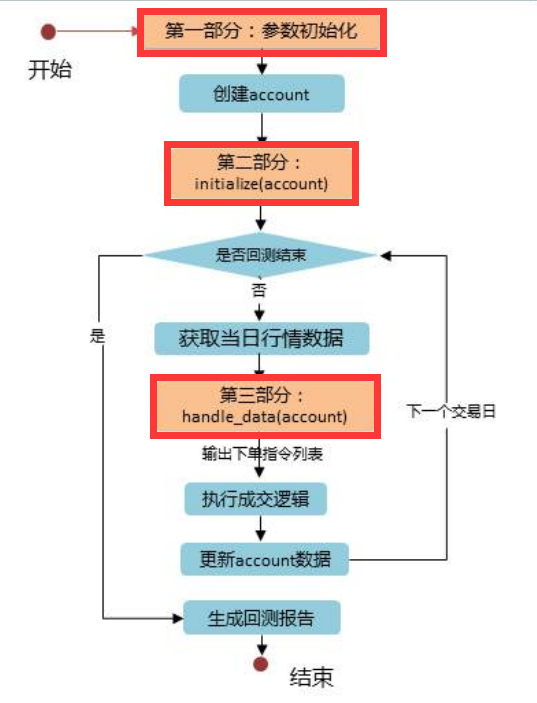 第一部分：参数初始化
开始
创建account
第二部分：
initialize(account)
是否回测结束
否
是
获取当日行情数据
第三部分：
handle_data(account)
下一个交易日
输出下单指令列表
执行成交逻辑
更新account数据
生成回测报告
结束